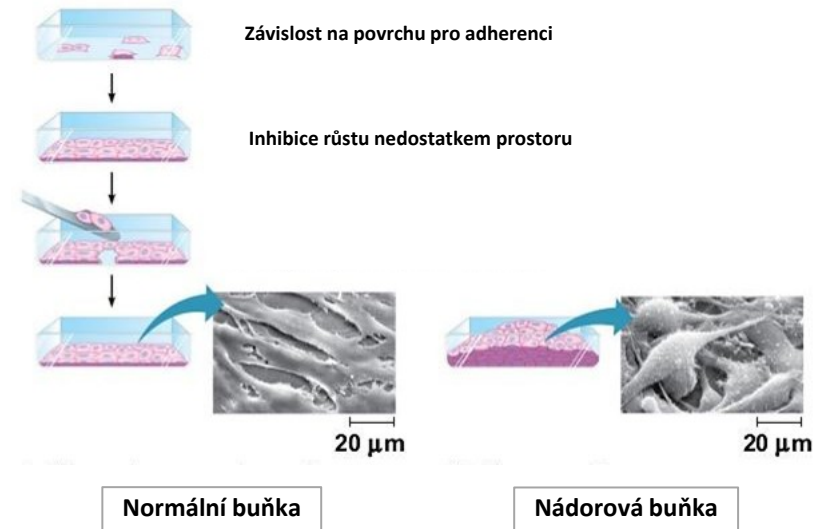 Závislost na povrchu pro adherenci
Inhibice růstu nedostatkem prostoru
20 µm
20 µm
Normální buňka
Nádorová buňka